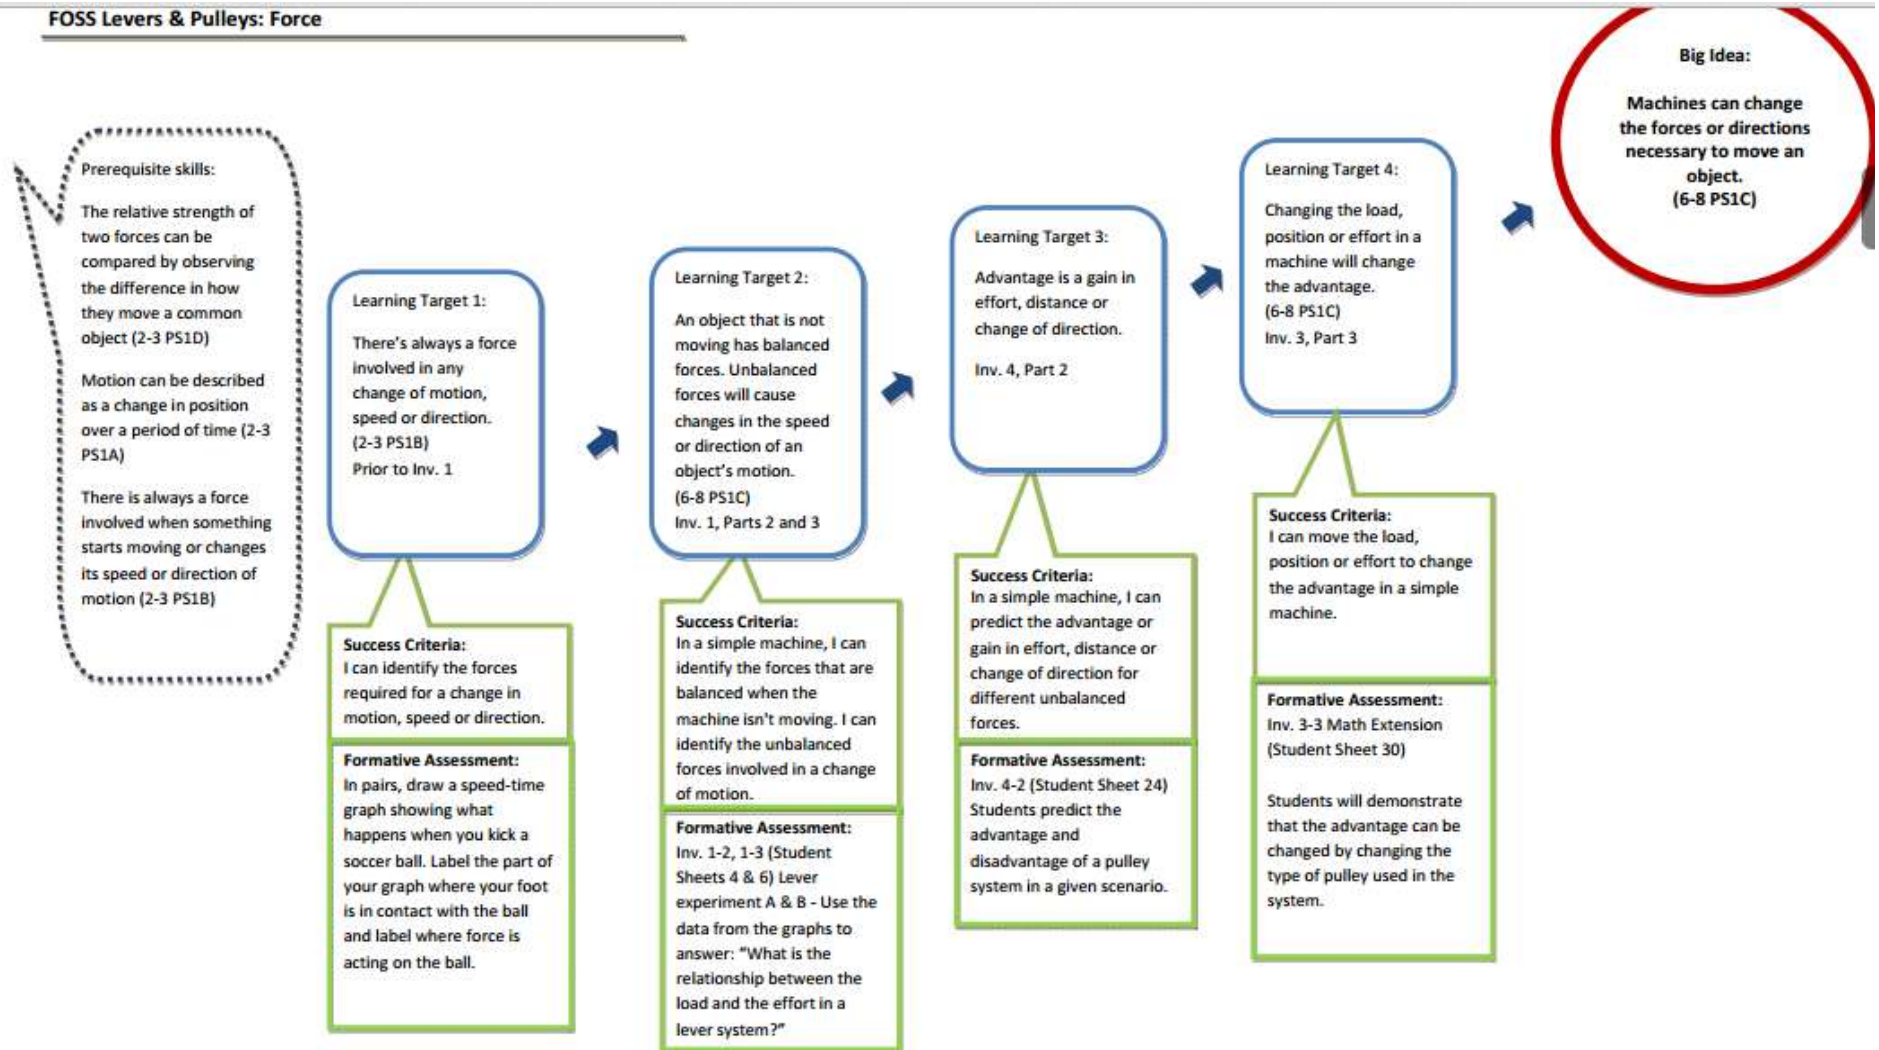 FOSS Levers & Pulleys: Force
Big Idea:
Machines can change
the forces or directions
necessary to move an
object.
(6-8 PS1C)
Prerequisite skills:
The relative strength of
two forces can be
compared by observing
the difference in how
they move a common
object (2-3 PS1D)
Motion can be described
as a change in position
over a period of time (2-3
PS1A)
There is always a force
involved when something
starts moving or changes
its speed or direction of
motion (2-3 PS1B)
Learning Target 1:
There's always a force
involved in any
change of motion,
speed or direction.
(2-3 PS1B)
Prior to Inv. 1
Success Criteria:
I can identify the forces
required for a change in
motion, speed or direction.
Formative Assessment:
In pairs, draw a speed-time
graph showing what
happens when you kick a
soccer ball. Label the part of
your graph where your foot
is in contact with the ball
and label where force is
acting on the ball.
Learning Target 2:
An object that is not
moving has balanced
forces. Unbalanced
forces will cause
changes in the speed
or direction of an
object's motion.
(6-8 PS1C)
Inv. 1, Parts 2 and 3
Success Criteria:
In a simple machine, I can
identify the forces that are
balanced when the
machine isn't moving. I can
identify the unbalanced
forces involved in a change
of motion.
Formative Assessment:
Inv. 1-2, 1-3 (Student
Sheets 4 & 6) Lever
experiment A & B - Use the
data from the graphs to
answer: "What is the
relationship between the
load and the effort in a
lever system?"
Learning Target 3:
Advantage is a gain in
effort, distance or
change of direction.
Inv. 4, Part 2
Success Criteria:
In a simple machine, I can
predict the advantage or
gain in effort, distance or
change of direction for
different unbalanced
forces.
Formative Assessment:
Inv. 4-2 (Student Sheet 24)
Students predict the
advantage and
disadvantage of a pulley
system in a given scenario.
Learning Target 4:
Changing the load,
position or effort in a
machine will change
the advantage.
(6-8 PS1C)
Inv. 3, Part 3
Success Criteria:
I can move the load,
position or effort to change
the advantage in a simple
machine.
Formative Assessment:
Inv. 3-3 Math Extension
(Student Sheet 30)
Students will demonstrate
that the advantage can be
changed by changing the
type of pulley used in the
system.